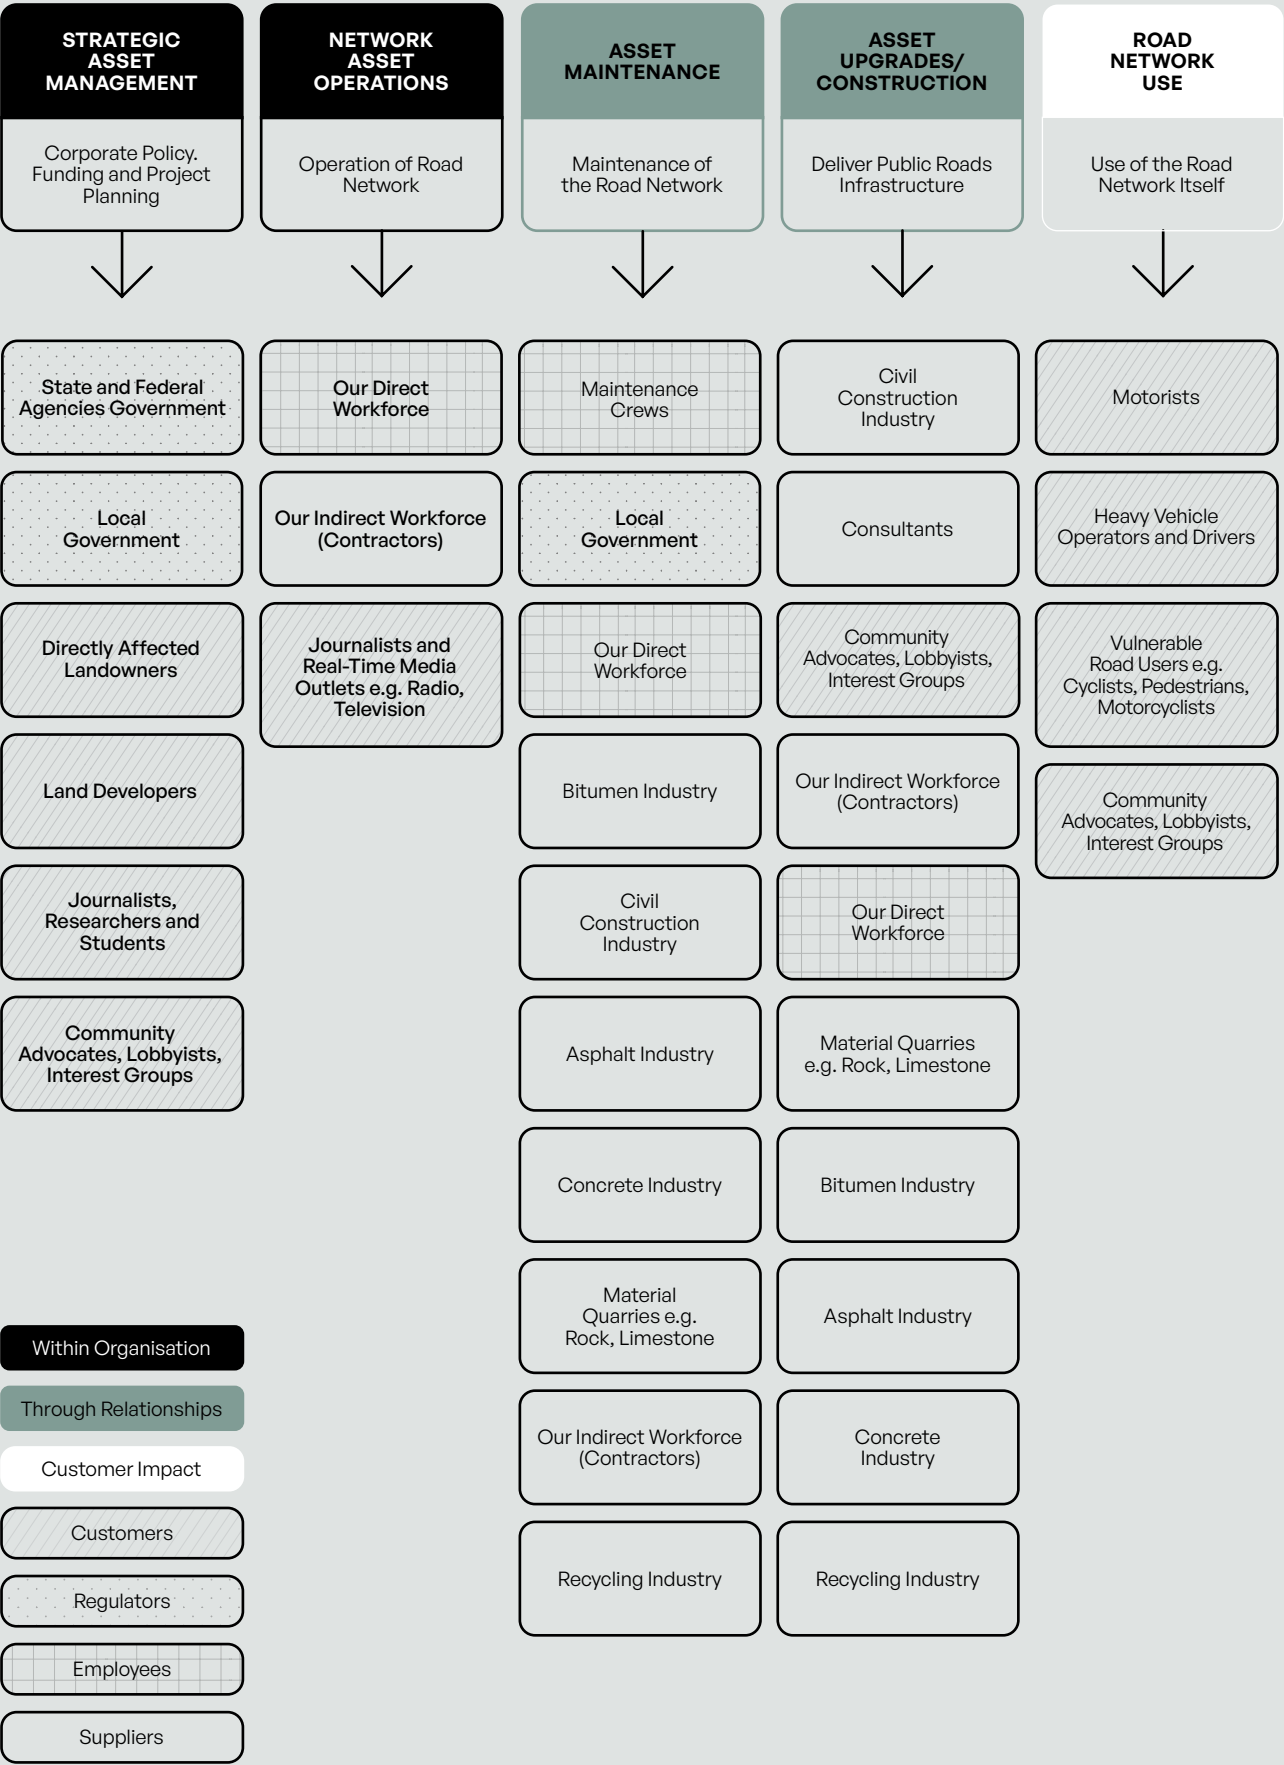 STRATEGIC
ASSET
MANAGEMENT
Corporate Policy.
Funding and Project
Planning
State and Federal
Agencies Government
Local
Government
Directly Affected
Landowners
Land Developers
Journalists,
Researchers and
Students
Community
Advocates, Lobbyists,
Interest Groups
NETWORK
ASSET
OPERATIONS
Operation of Road
Network
Our Direct
Workforce
Our Indirect Workforce
(Contractors)
Journalists and
Real-Time Media
Outlets e.g. Radio,
Television
ASSET
MAINTENANCE
Maintenance of
the Road Network
Maintenance
Crews
Local
Government
Our Direct
Workforce
Bitumen Industry
Civil
Construction
Industry
Asphalt Industry
Concrete Industry
Material
Quarries e.g.
Rock, Limestone
Our Indirect Workforce
(Contractors)
Recycling Industry
ASSET
UPGRADES/
CONSTRUCTION
Deliver Public Roads
Infrastructure
Civil
Construction
Industry
Consultants
Community
Advocates, Lobbyists,
Interest Groups
Our Indirect Workforce
(Contractors)
Our Direct
Workforce
Material Quarries
e.g. Rock, Limestone
Bitumen Industry
Asphalt Industry
Concrete
Industry
Recycling Industry
ROAD
NETWORK
USE
Use of the Road
Network Itself
Motorists
Heavy Vehicle
Operators and Drivers
Vulnerable
Road Users e.g.
Cyclists, Pedestrians,
Motorcyclists
Community
Advocates, Lobbyists,
Interest Groups
Within Organisation
Through Relationships
Customer Impact
Customers
Regulators
Employees
Suppliers